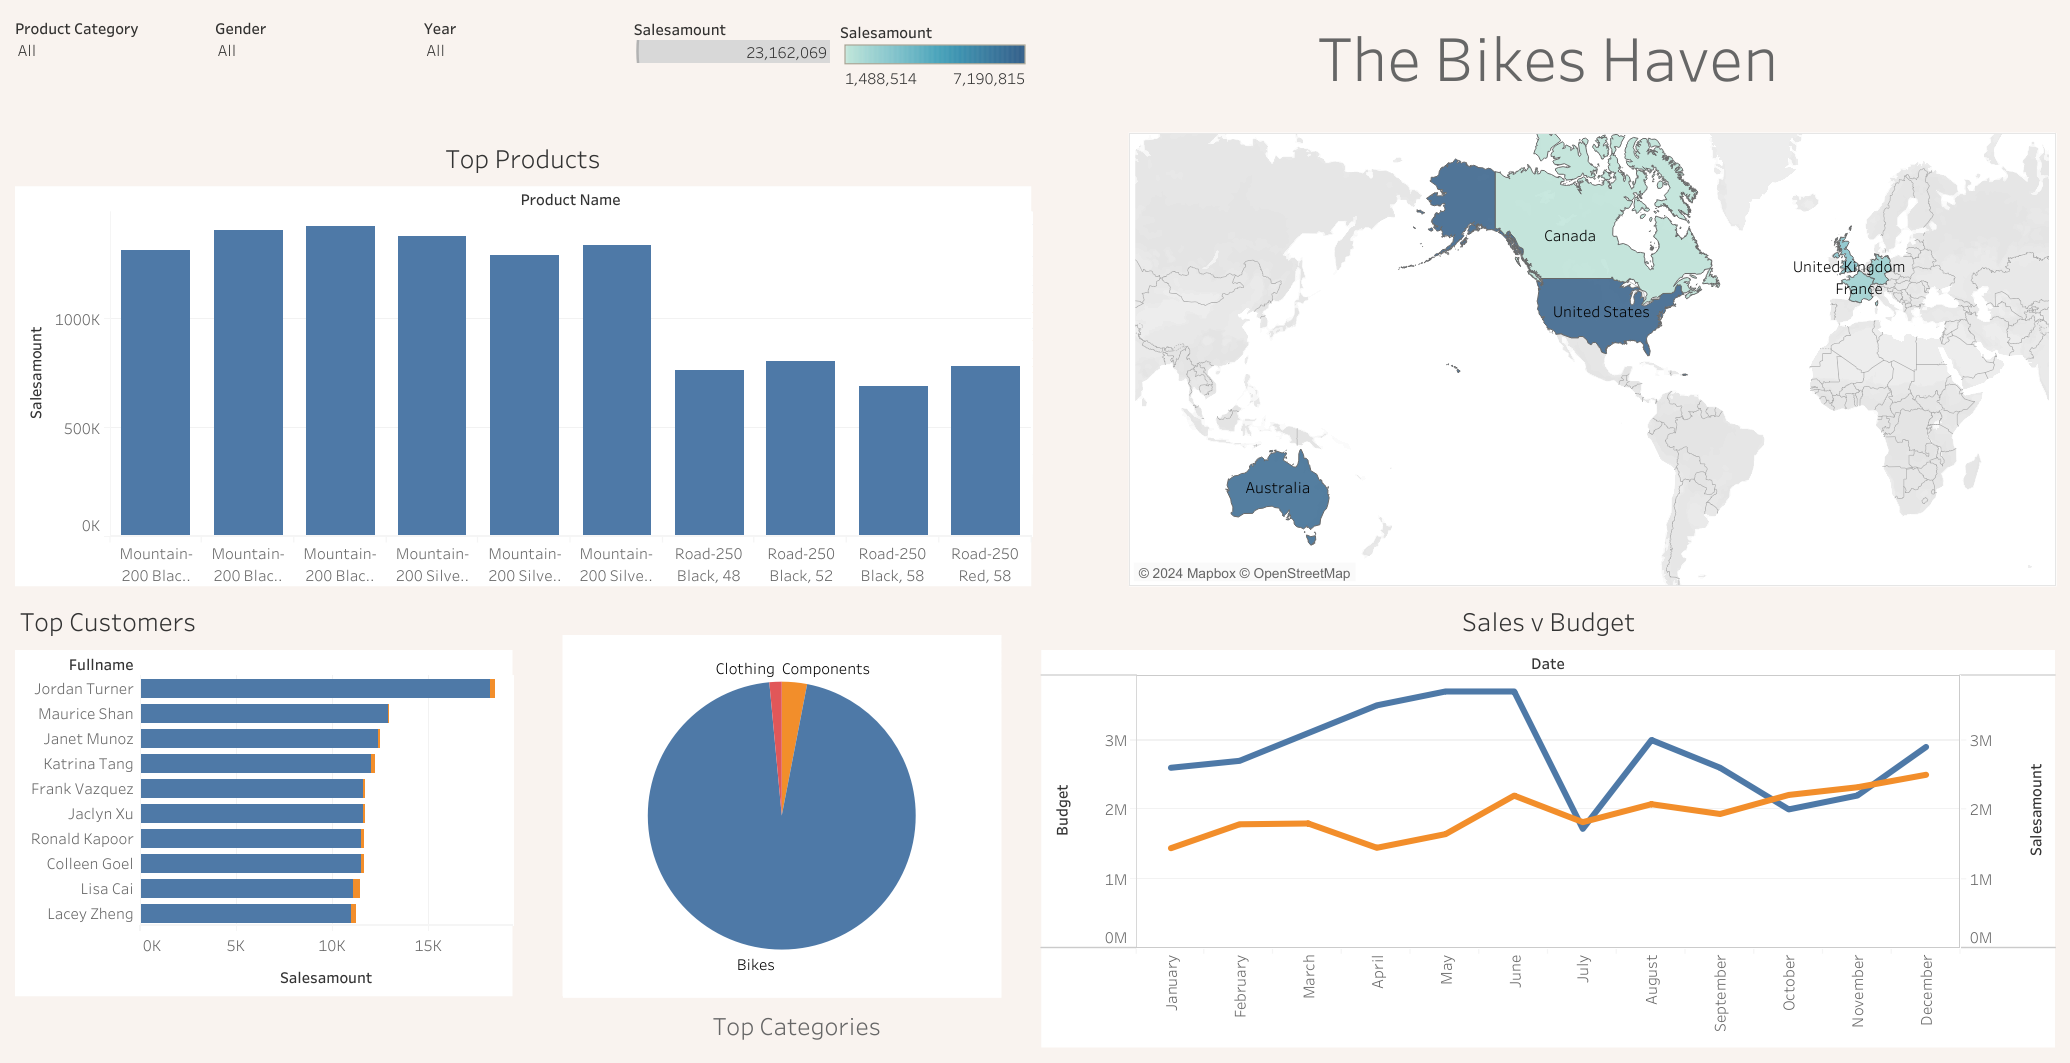 Product Category
All
Gender
All
Year
All
Salesamount
23,162,069
Salesamount
1,488,514 7,190,815
The Bikes Haven
Top Products
Product Name
Salesamount
1000K
500K
0K
Mountain-
200 Blac..
Mountain-
200 Blac..
Mountain-
200 Blac..
Mountain-
200 Silve..
Mountain-
200 Silve..
Mountain-
200 Silve..
Road-250
Black, 48
Road-250
Black, 52
Road-250
Black, 58
Road-250
Red, 58
Canada
United Kingdom
France
United States
Australia
© 2024 Mapbox © OpenStreetMap
Top Customers
Fullname
Jordan Turner
Maurice Shan
Janet Munoz
Katrina Tang
Frank Vazquez
Jaclyn Xu
Ronald Kapoor
Colleen Goel
Lisa Cai
Lacey Zheng
0K 5K 10K 15K
Salesamount
Clothing Components
Bikes
Top Categories
Sales v Budget
Date
Budget
3M
2M
1M
0M
3M
2M
1M
0M
Salesamount
January
February
March
April
May
June
July
August
September
October
November
December